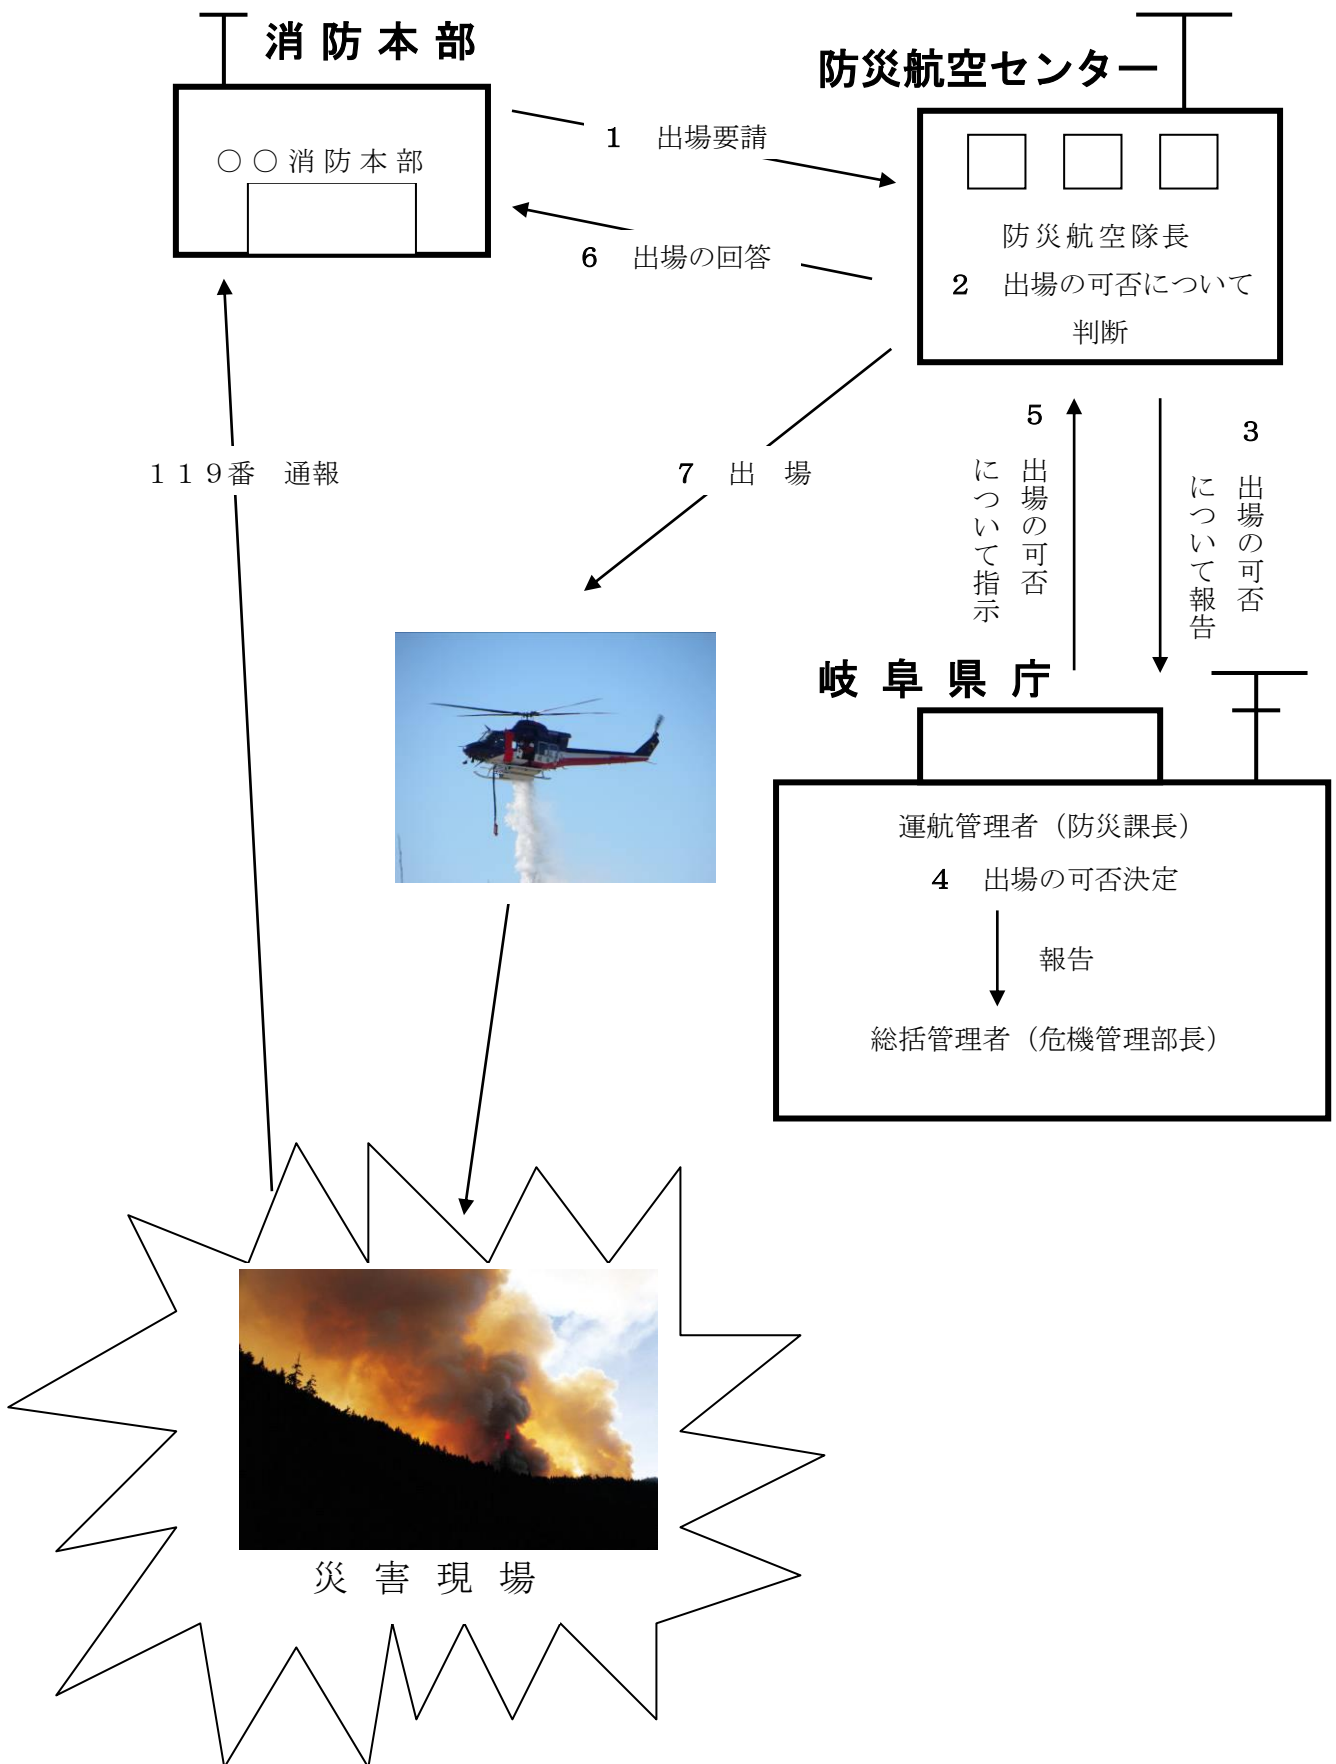 消防本部
○○消防本部
防災航空センター
1 出場要請
6 出場の回答
防災航空隊長
2 出場の可否について
判断
119番 通報
7 出 場
5 出場の可否
について指示
3 出場の可否
について報告
岐阜県庁
運航管理者（防災課長）
4 出場の可否決定
報告
総括管理者（危機管理部長）
災害現場